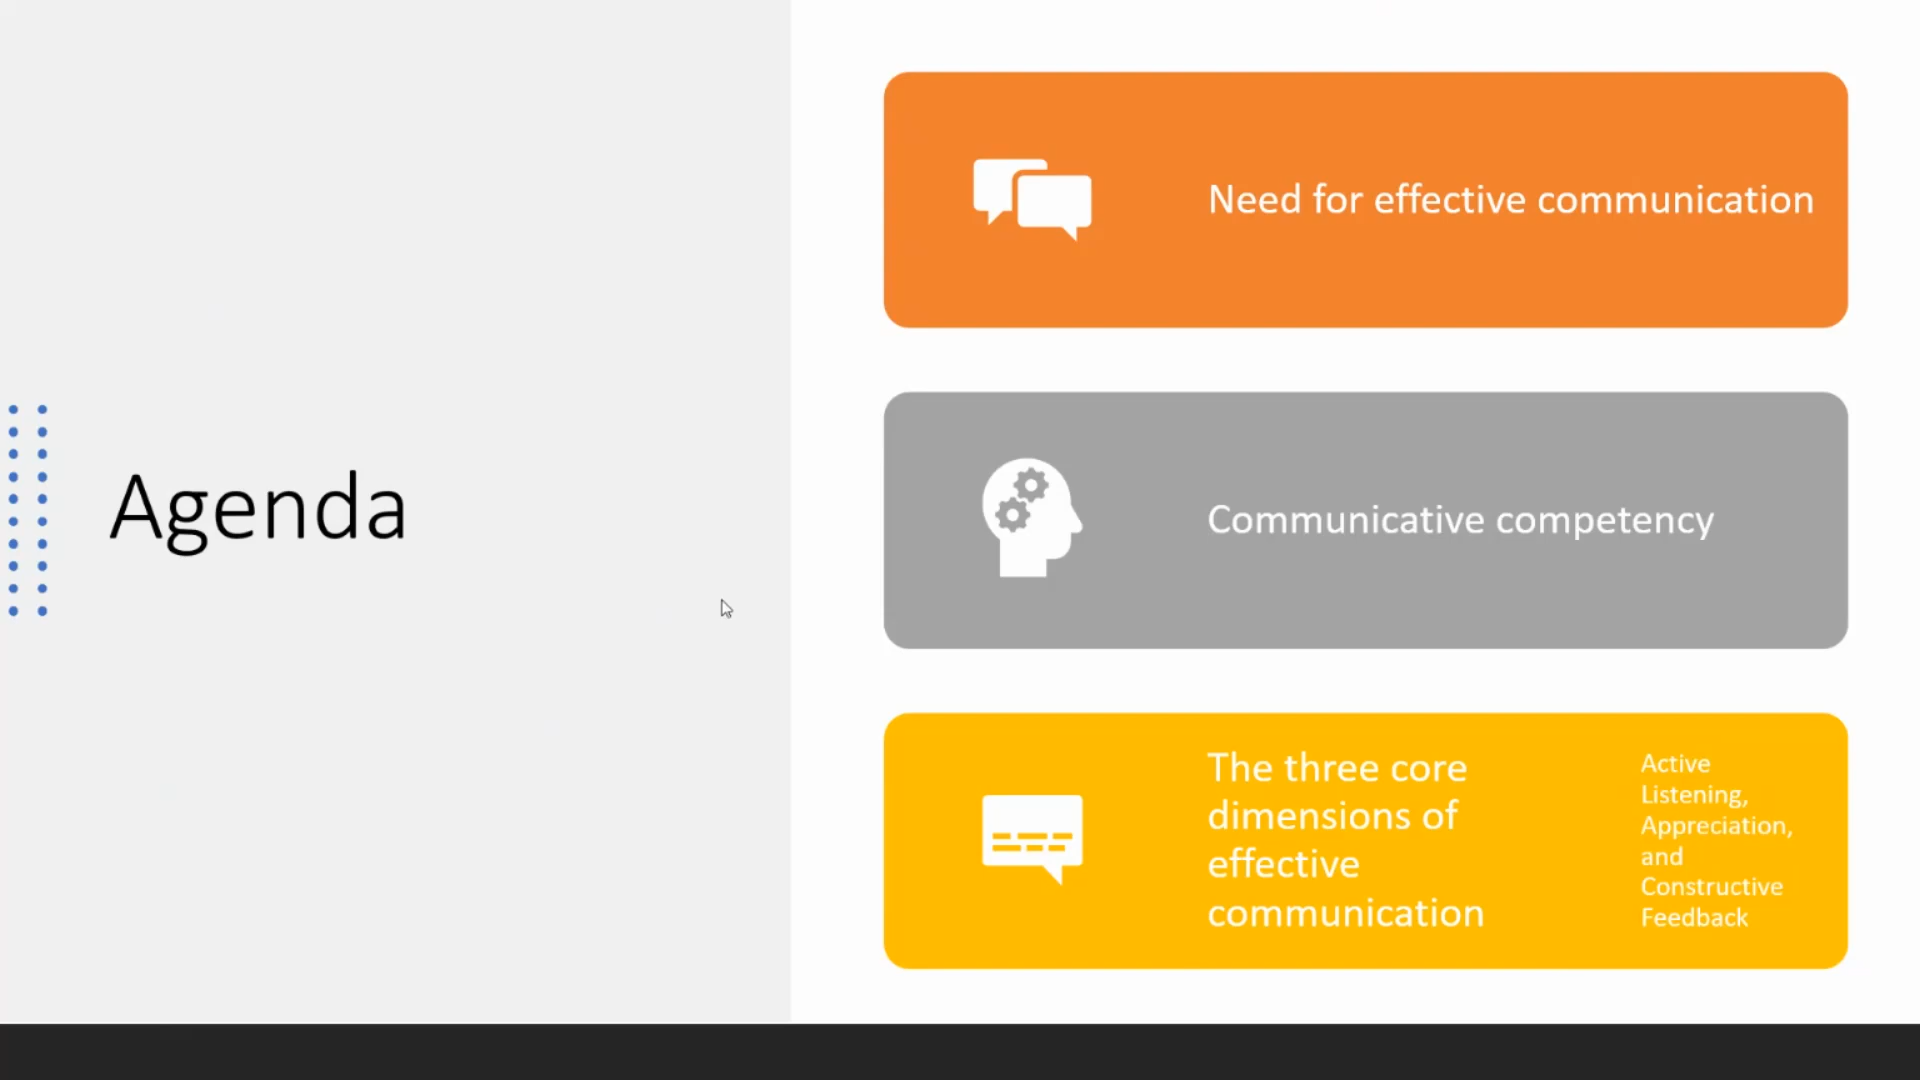 Agenda
Need for effective communication
Communicative competency
The three core
dimensions of
effective
communication
Active
Listening,
Appreciation,
and
Constructive
Feedback